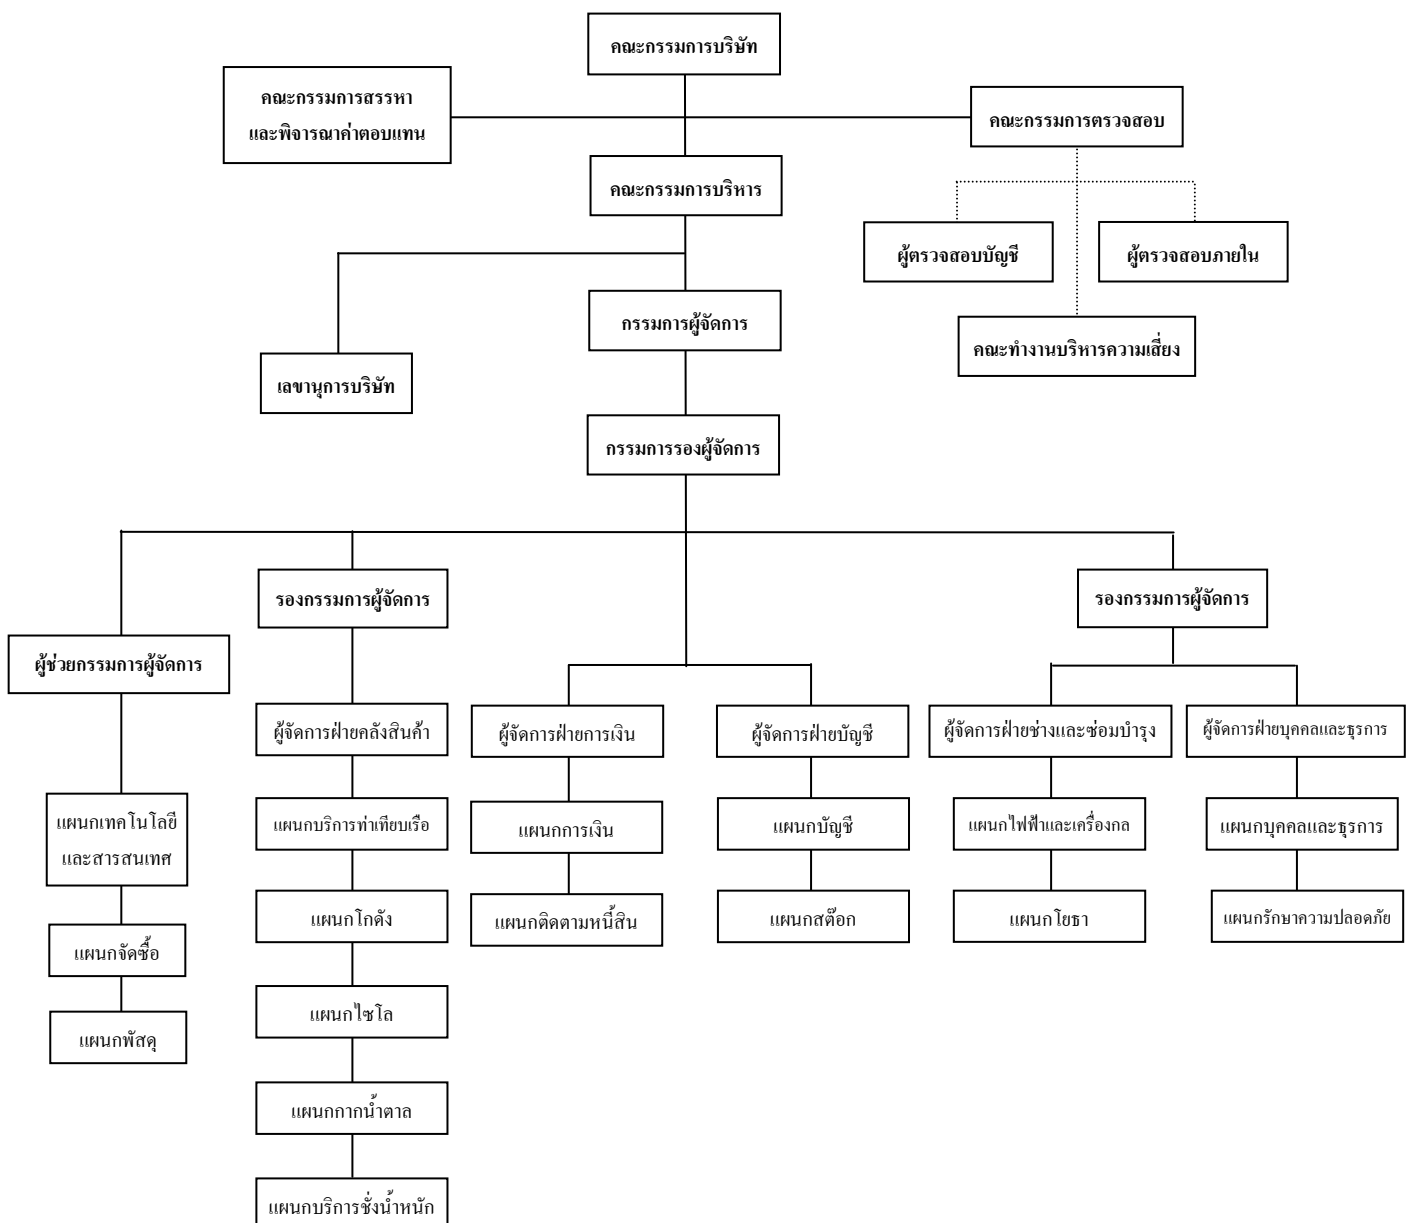 คณะกรรมการบริษัท
คณะกรรมการสรรหา
และพิจารณาค่าตอบแทน
คณะกรรมการตรวจสอบ
คณะกรรมการบริหาร
ผู้ตรวจสอบบัญชี
ผู้ตรวจสอบภายใน
กรรมการผู้จัดการ
คณะทำงานบริหารความเสี่ยง
เลขานุการบริษัท
กรรมการรองผู้จัดการ
รองกรรมการผู้จัดการ
รองกรรมการผู้จัดการ
ผู้ช่วยกรรมการผู้จัดการ
ผู้จัดการฝ่ายคลังสินค้า
ผู้จัดการฝ่ายการเงิน
ผู้จัดการฝ่ายบัญชี
ผู้จัดการฝ่ายช่างและซ่อมบำรุง
ผู้จัดการฝ่ายบุคคลและธุรการ
แผนกเทคโนโลยี
และสารสนเทศ
แผนกบริการท่าเทียบเรือ
แผนกการเงิน
แผนกบัญชี
แผนกไฟฟ้าและเครื่องกล
แผนกบุคคลและธุรการ
แผนกโกดัง
แผนกติดตามหนี้สิน
แผนกสต๊อก
แผนกโยธา
แผนกรักษาความปลอดภัย
แผนกจัดซื้อ
แผนกไซโล
แผนกพัสดุ
แผนกกากน้ำตาล
แผนกบริการชั่งน้ำหนัก